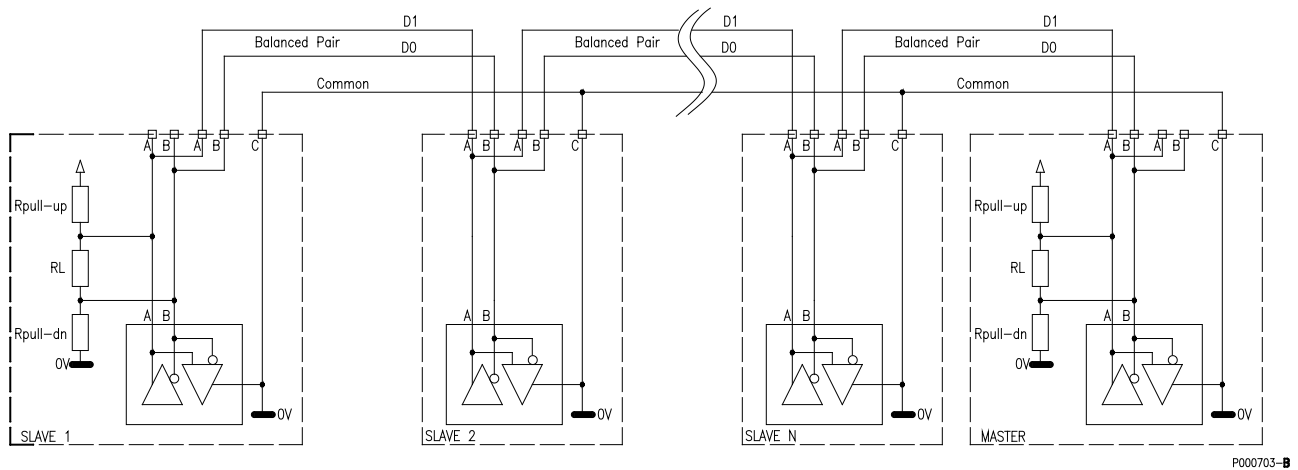 D1 D1 D1
Balanced Pair D0 Balanced Pair D0 Balanced Pair D0
Common Common
A B A B C A B A B C A B A B C A B A B C
Rpull-up Rpull-up
RL RL
Rpull-dn Rpull-dn
A B A B A B A B
0V 0V
0V 0V 0V 0V
SLAVE 1 SLAVE 2 SLAVE N MASTER
P000703-B